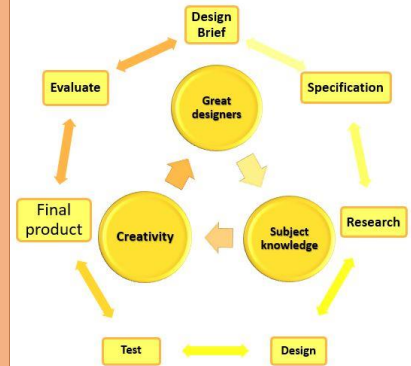 Design
Brief
Evaluate
Specification
Great
designers
Final
product
Creativity
Subject
knowledge
Research
Test
Design